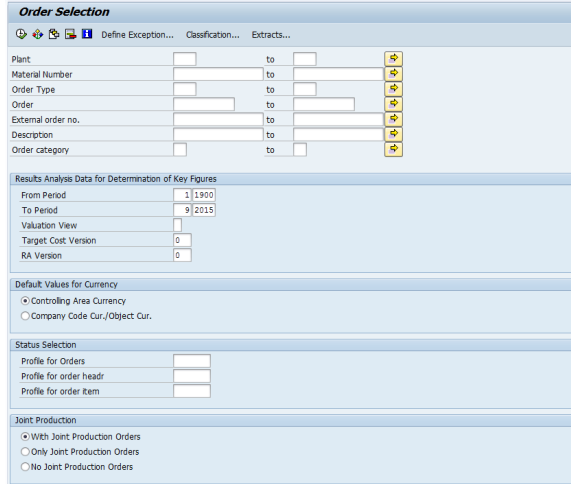 Order Selection
Define Exception... Classification... Extracts...
Plant to
Material Number to
Order Type to
Order to
External order no. to
Description to
Order category to
Results Analysis Data for Determination of Key Figures
From Period 1 1900
To Period 9 2015
Valuation View
Target Cost Version 0
RA Version 0
Default Values for Currency
Controlling Area Currency
Company Code Cur./Object Cur.
Status Selection
Profile for Orders
Profile for order headr
Profile for order item
Joint Production
With Joint Production Orders
Only Joint Production Orders
No Joint Production Orders